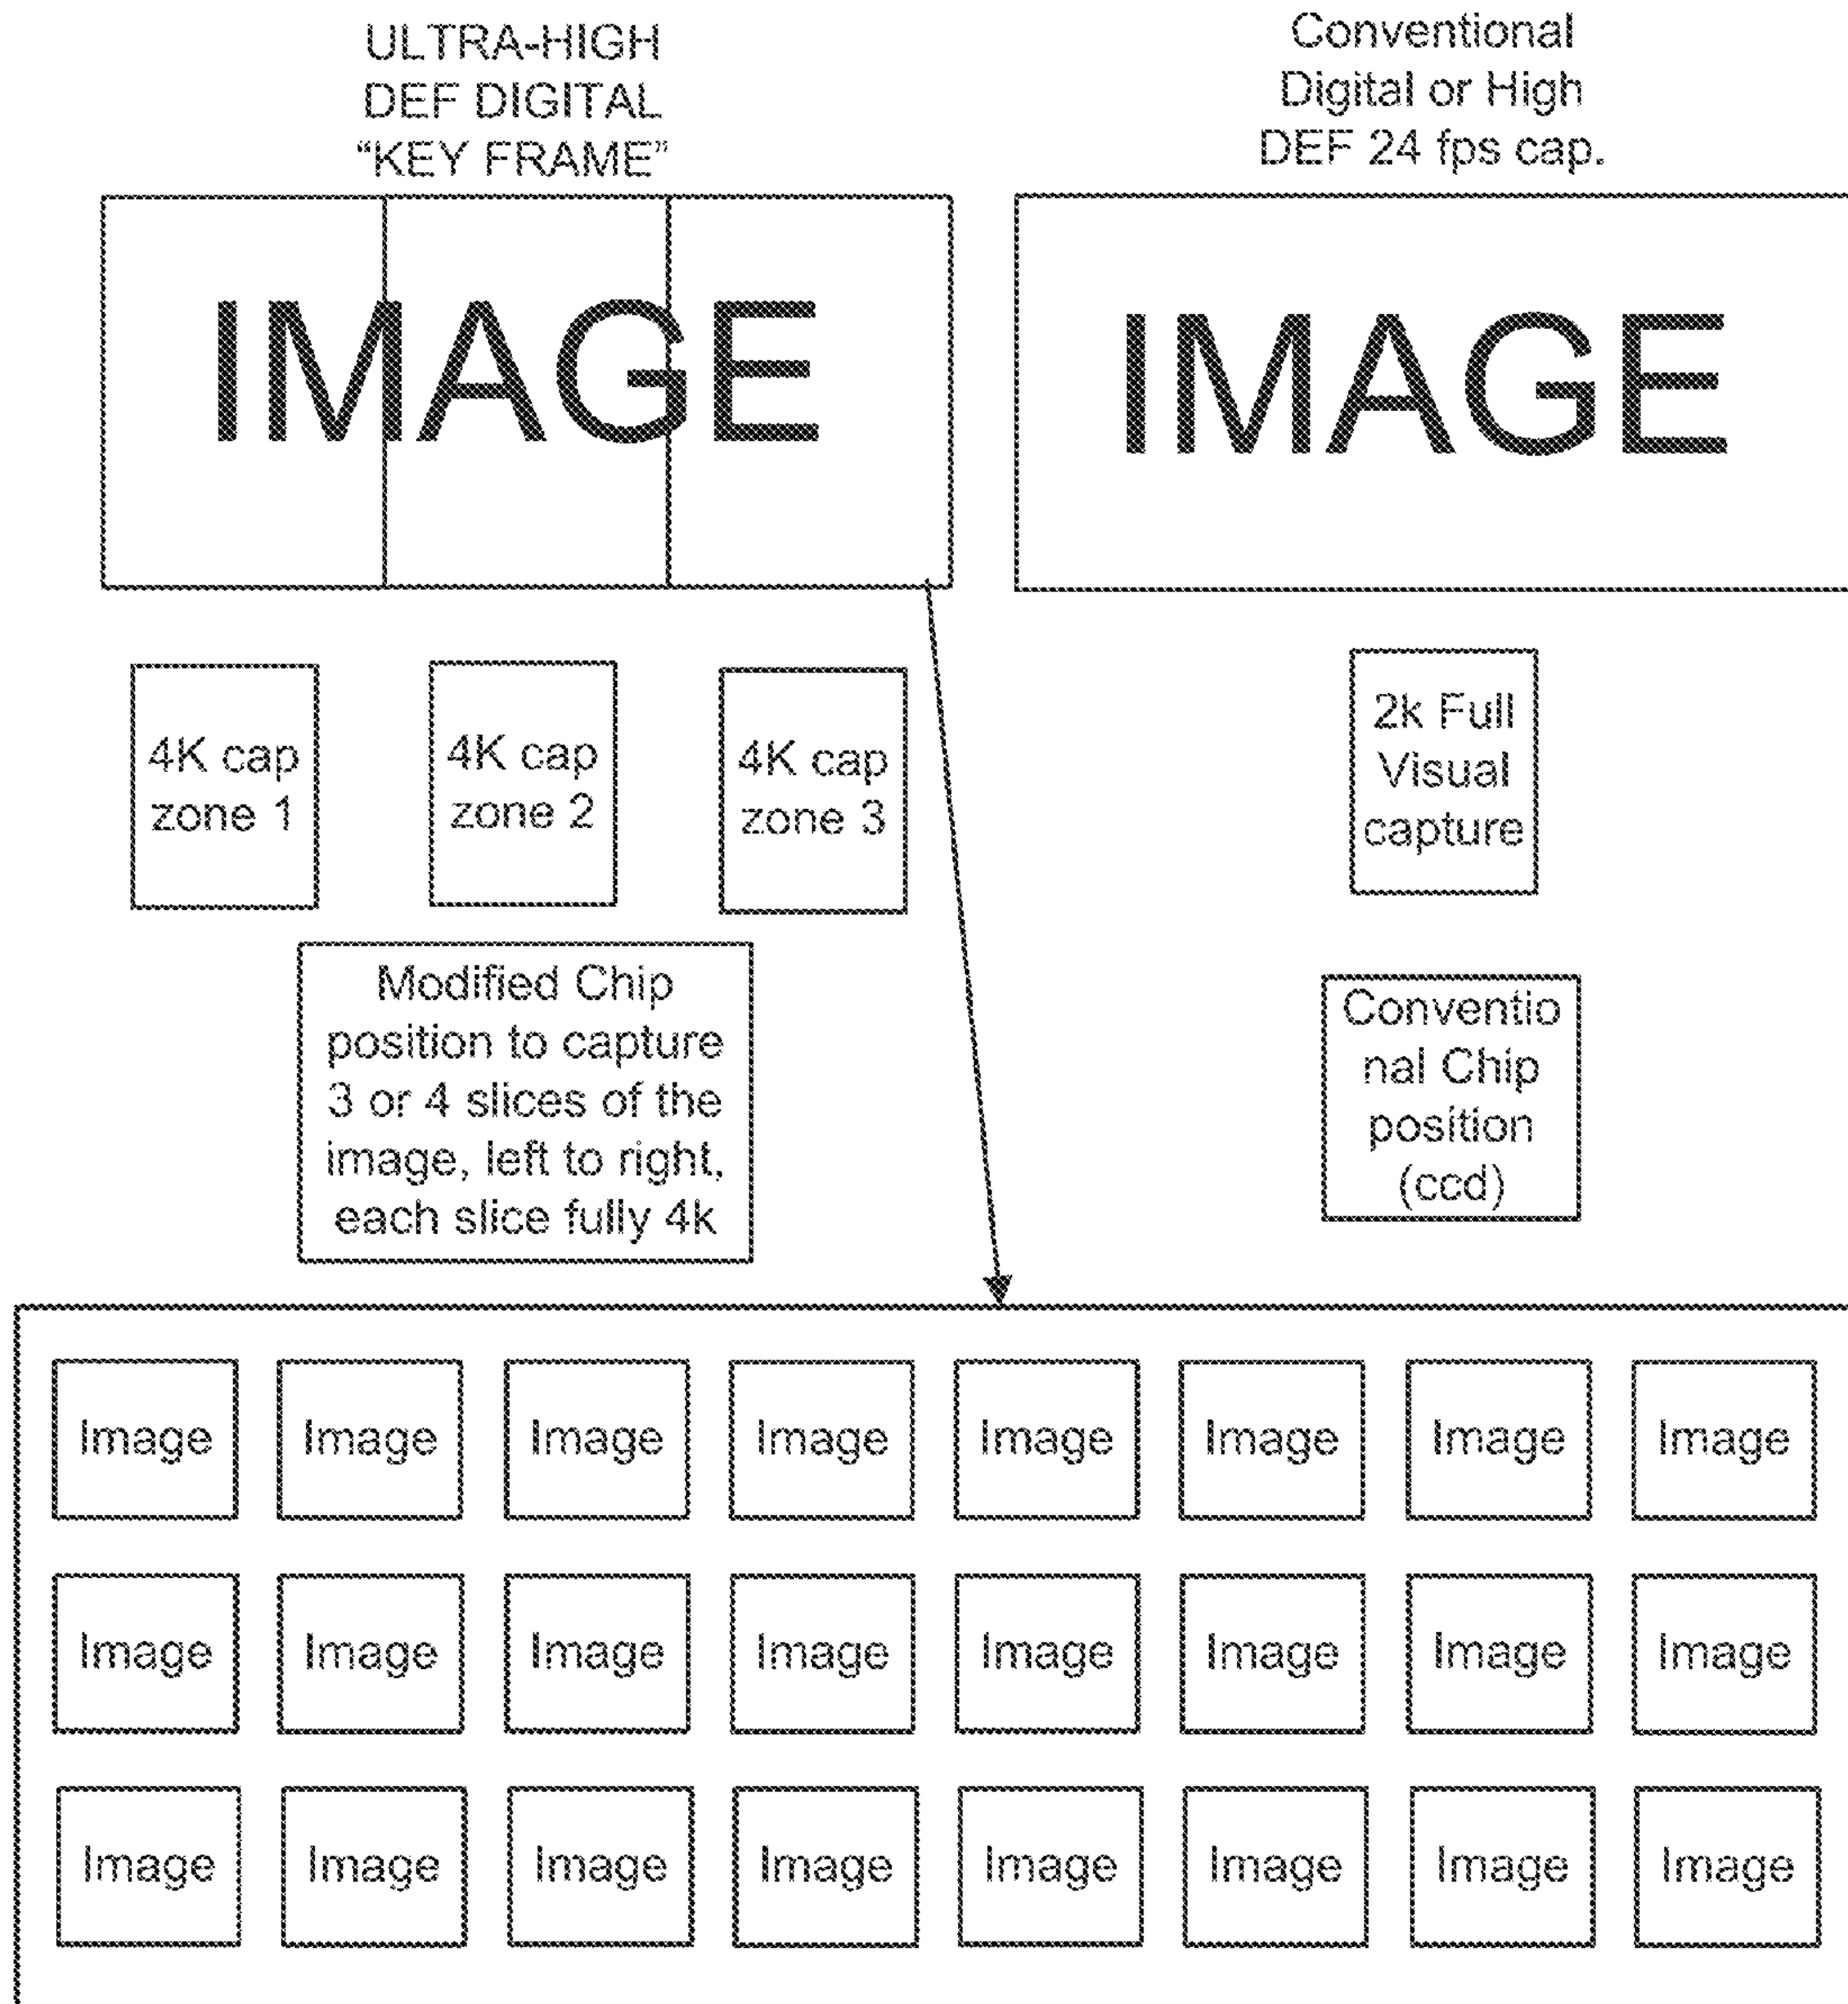 ULTRA-HIGH
DEF DIGITAL
“KEY FRAME”
Conventional
Digital or High
DEF 24 fps cap.
IMAGE
IMAGE
4K cap
zone 1
4K cap
zone 2
4K cap
zone 3
2k Full
Visual
capture
Modified Chip
position to capture
3 or 4 slices of the
image, left to right,
each slice fully 4k
Conventio
nal Chip
position
(ccd)
Image Image Image Image Image Image Image Image
Image Image Image Image Image Image Image Image
Image Image Image Image Image Image Image Image